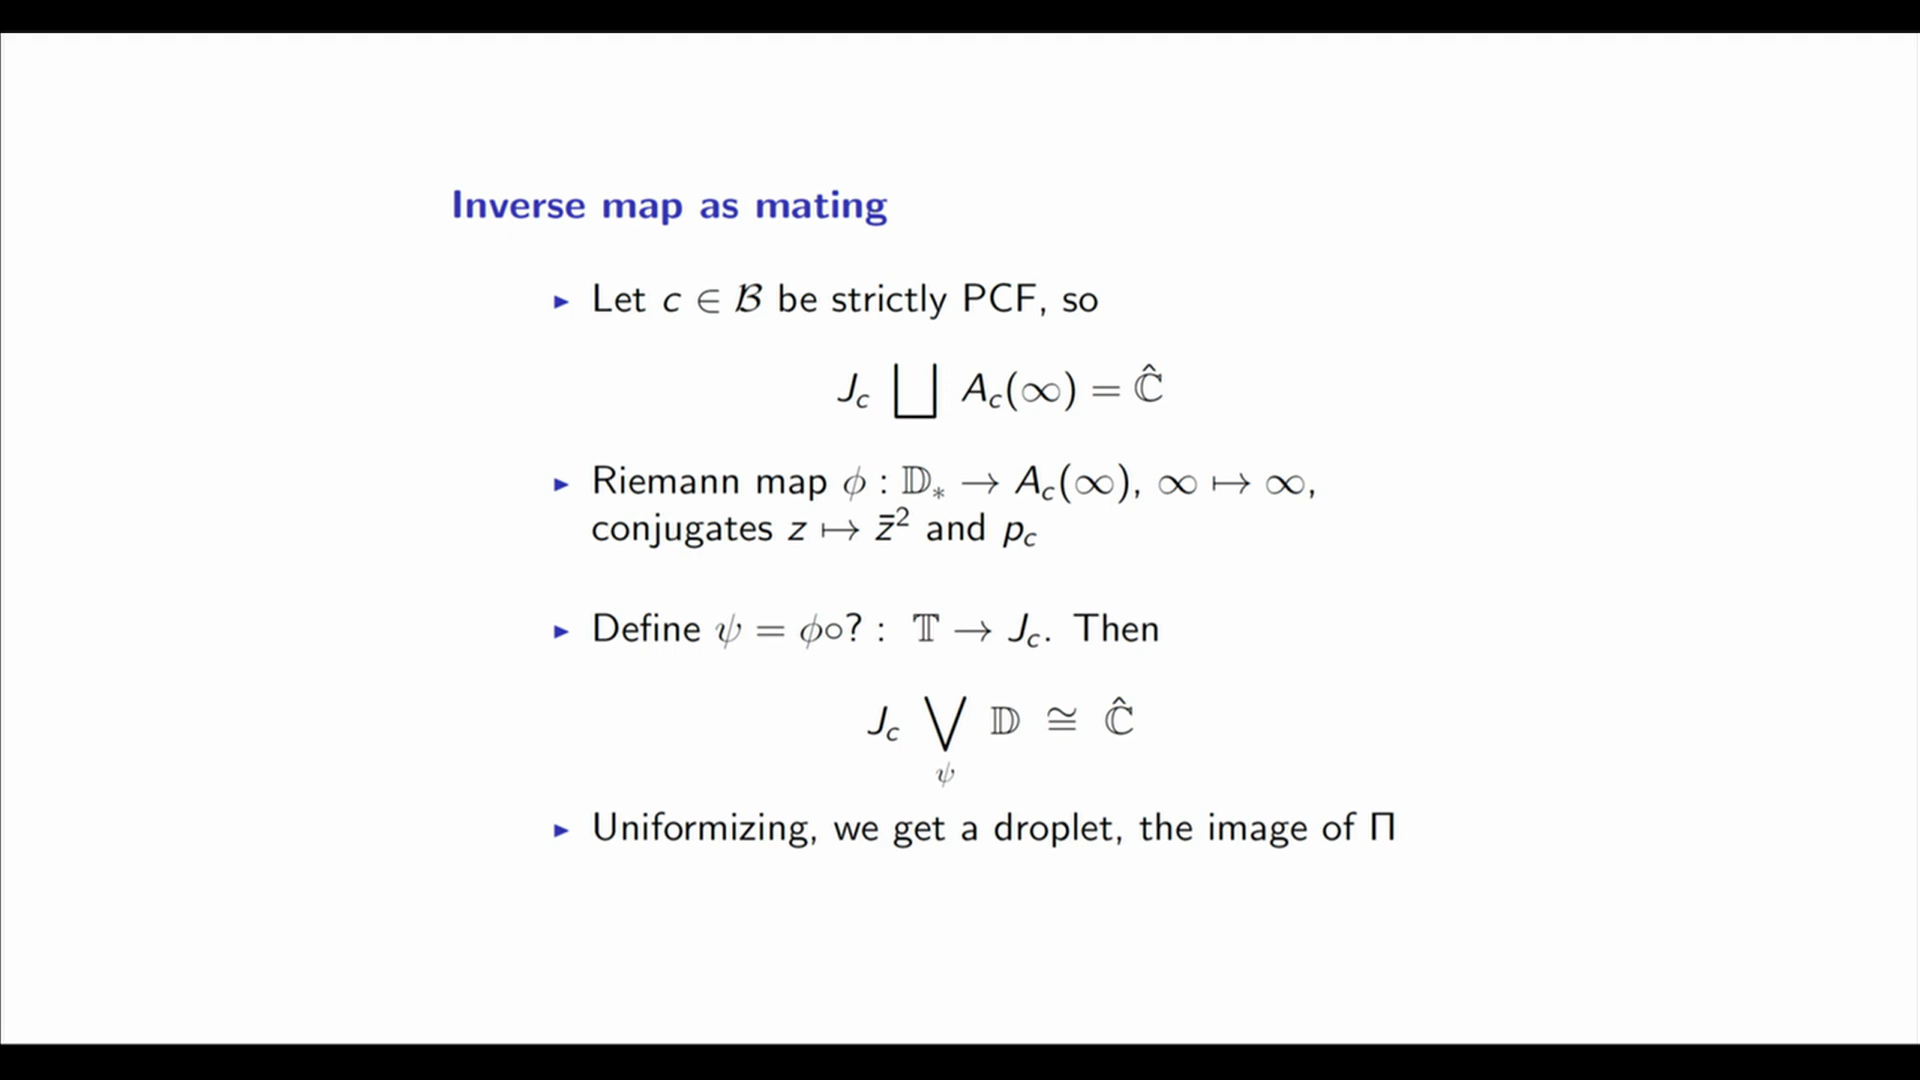 Inverse map as mating
▶ Let c ∈ ℬ be strictly PCF, so
J_c ⨆ A_c(∞) = Ĉ
▶ Riemann map ϕ : 𝔻_* → A_c(∞), ∞ ↦ ∞,
conjugates z ↦ z̄² and p_c
▶ Define ψ = ϕ∘? : 𝕋 → J_c. Then
J_c ⋁_ψ 𝔻 ≅ ℂ̂
▶ Uniformizing, we get a droplet, the image of Π